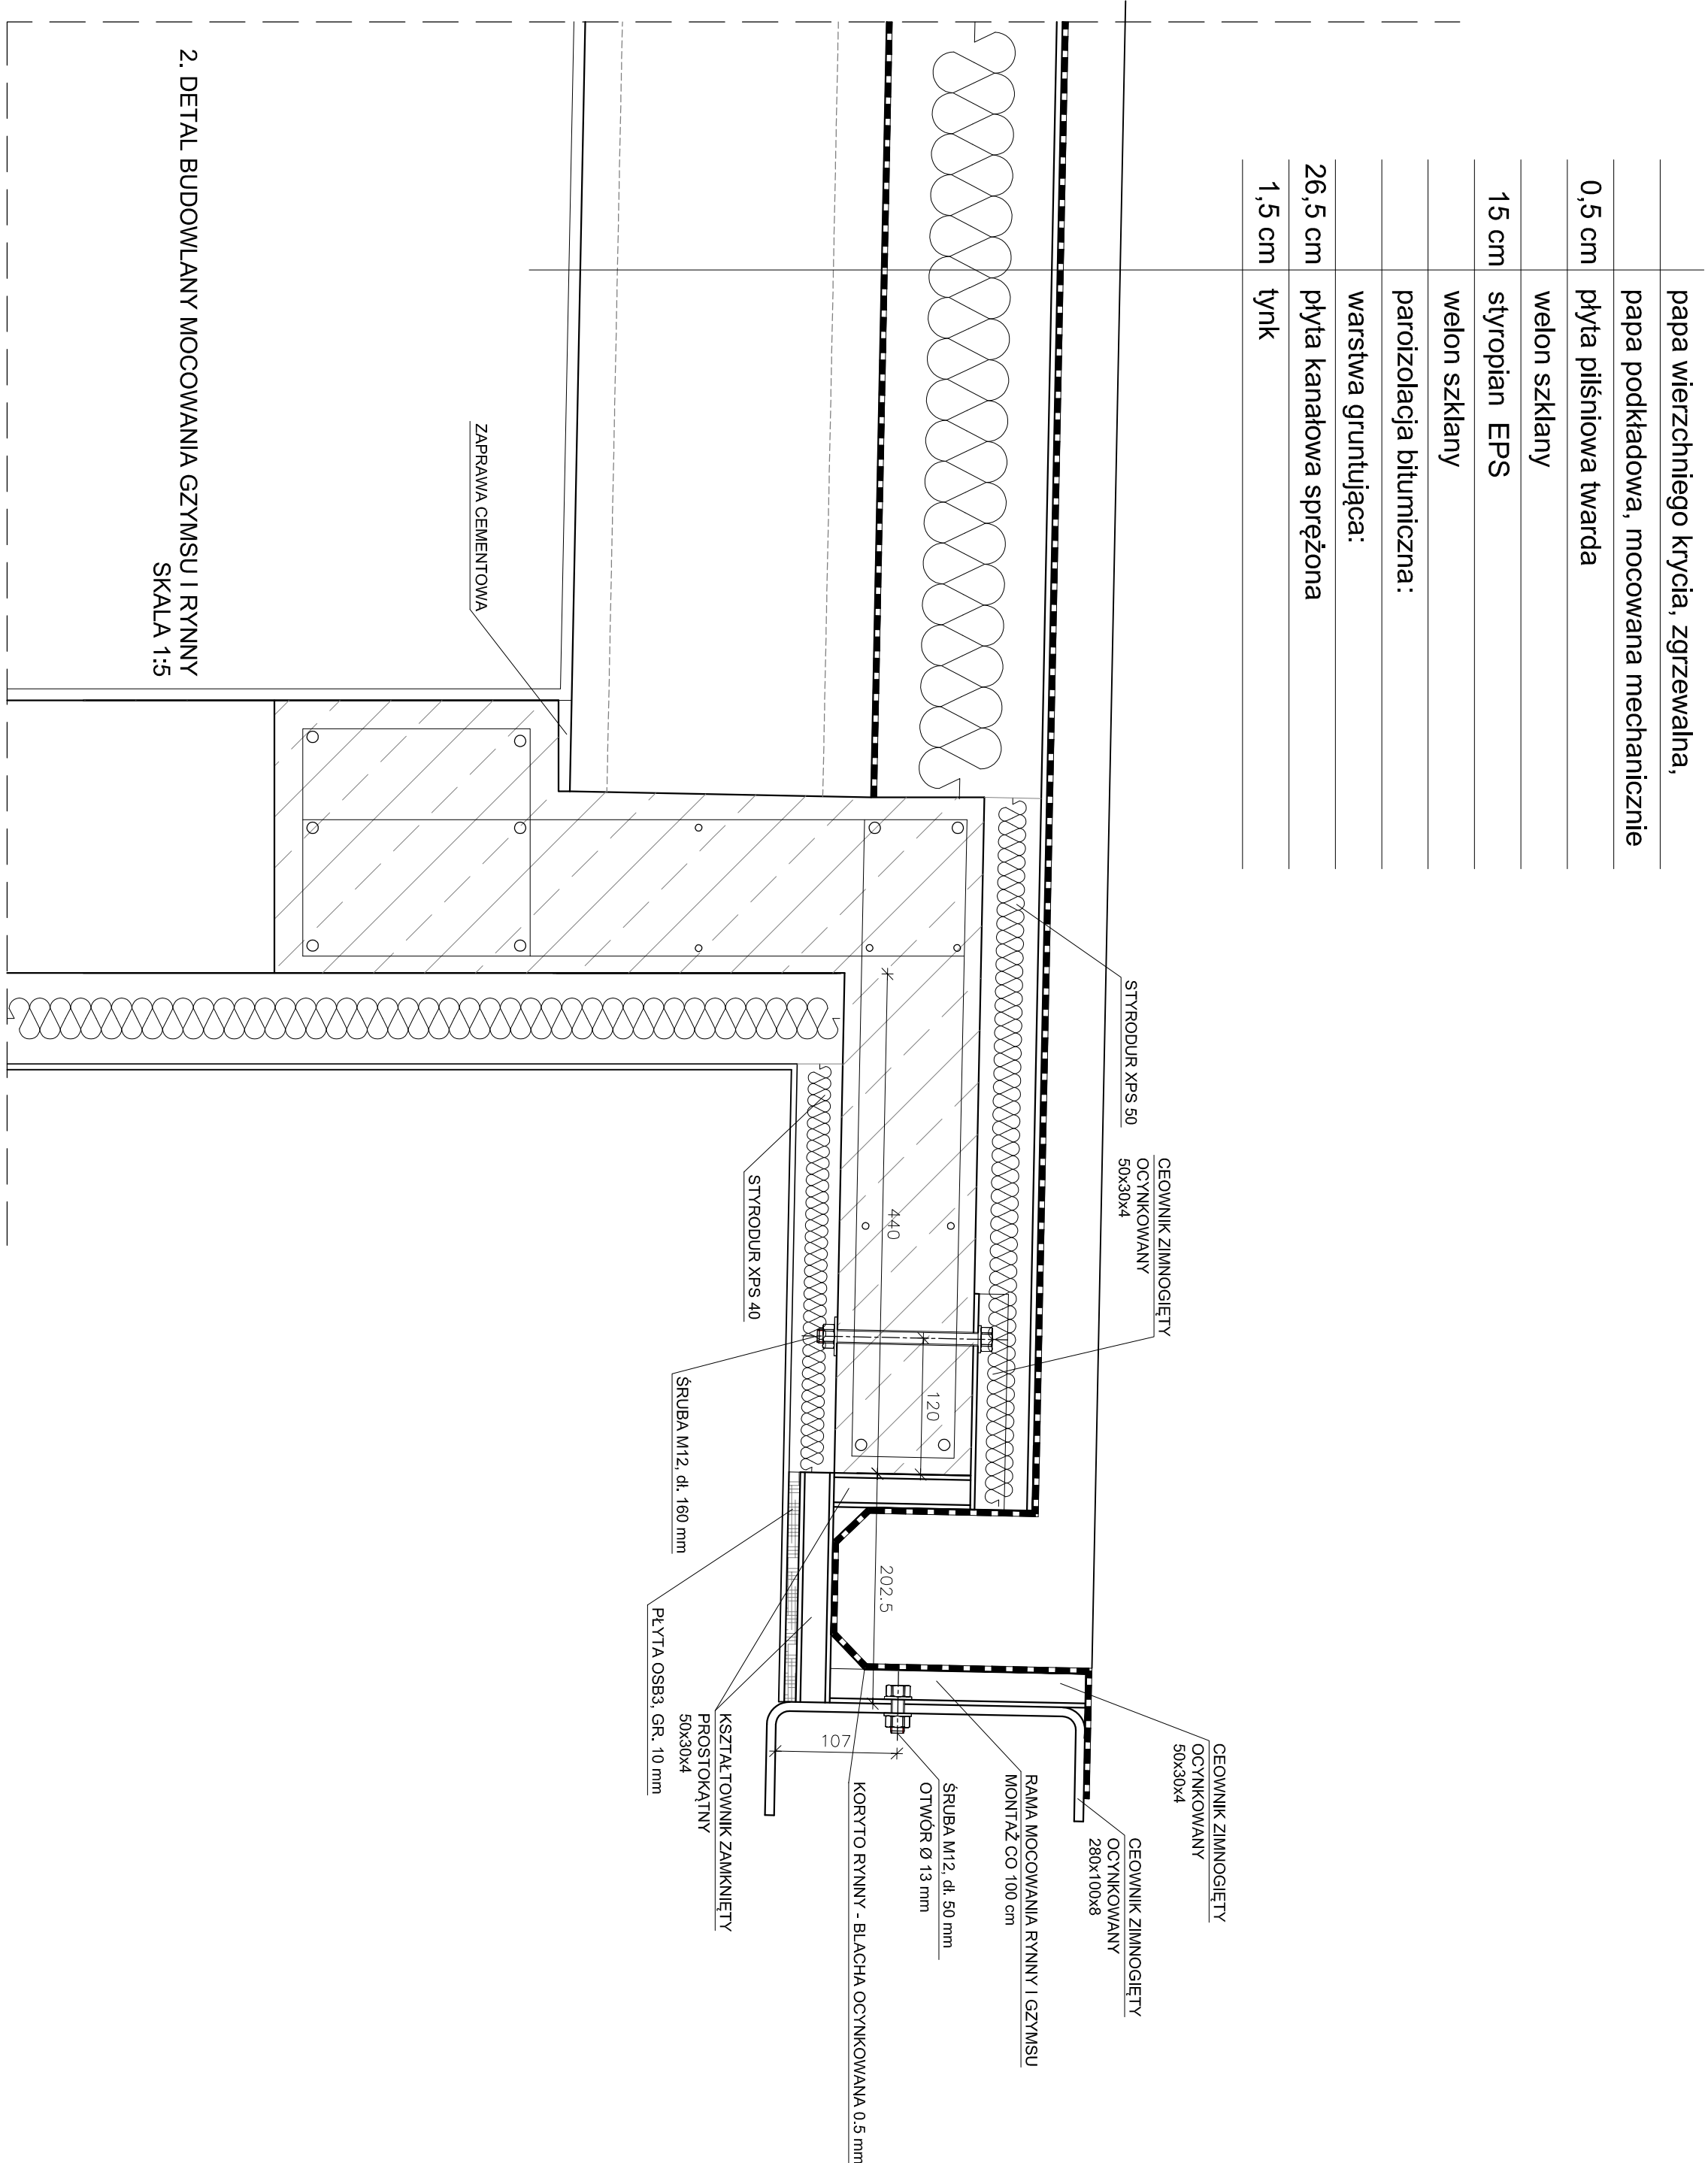 papa wierzchniego krycia, zgrzewalna,
papa podkładowa, mocowana mechanicznie
0,5 cm płyta pilśniowa twarda
welon szklany
15 cm styropian EPS
welon szklany
paroizolacja bitumiczna:
warstwa gruntująca:
26,5 cm płyta kanałowa sprężona
1,5 cm tynk
CEOWNIK ZIMNOGIĘTY
OCYNKOWANY
50x30x4
CEOWNIK ZIMNOGIĘTY
OCYNKOWANY
50x30x4
STYRODUR XPS 50
CEOWNIK ZIMNOGIĘTY
OCYNKOWANY
280x100x8
RAMA MOCOWANIA RYNNY I GZYMSU
MONTAŻ CO 100 cm
ŚRUBA M12, dł. 50 mm
OTWÓR Ø 13 mm
120
440
202.5
107
KORYTO RYNNY - BLACHA OCYNKOWANA 0.5 mm
STYRODUR XPS 40
KSZTAŁTOWNIK ZAMKNIĘTY
PROSTOKĄTNY
50x30x4
ŚRUBA M12, dł. 160 mm
PŁYTA OSB3, GR. 10 mm
ZAPRAWA CEMENTOWA
2. DETAL BUDOWLANY MOCOWANIA GZYMSU I RYNNY
SKALA 1:5